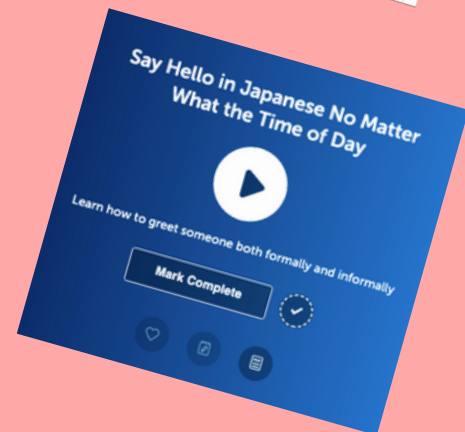 Say Hello in Japanese No Matter
What the Time of Day
Learn how to greet someone both formally and informally
Mark Complete